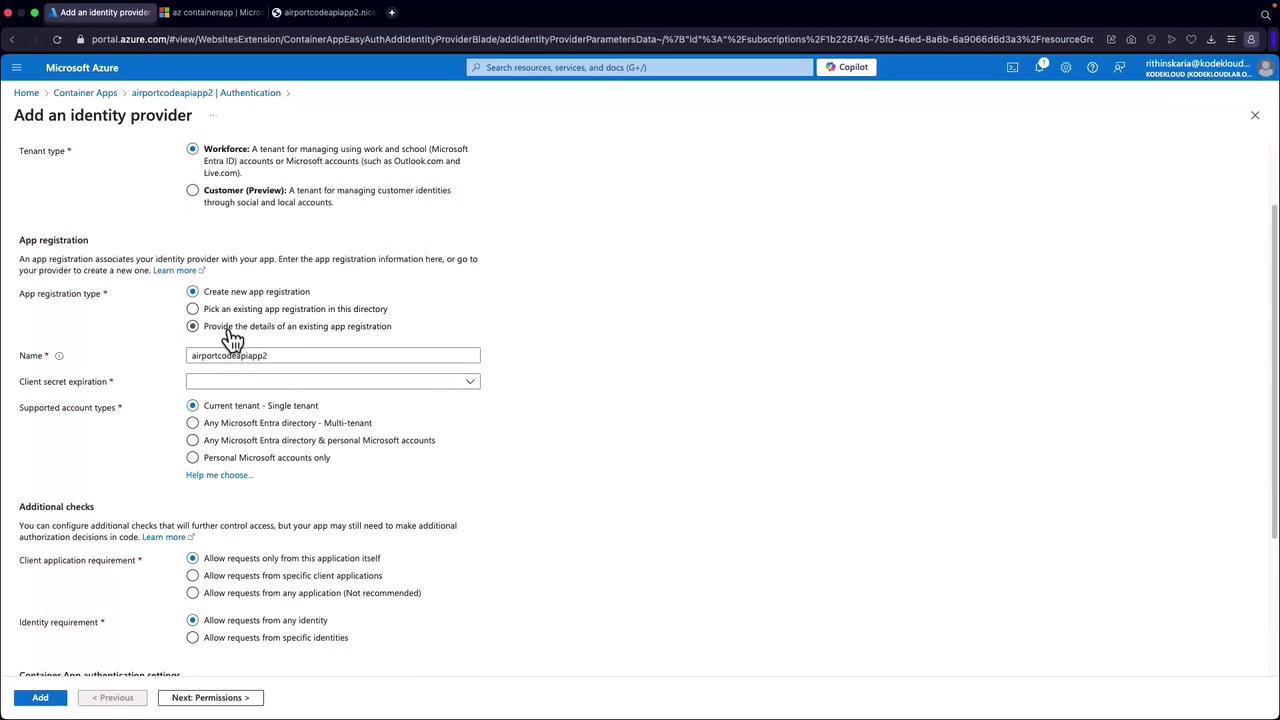 Add an identity provider
az containerapp | Micros
airportcodeapiapp2.nice
portal.azure.com/#view/WebsitesExtension/ContainerAppEasyAuthAddIdentityProviderBlade/addIdentityProviderParametersData~/%7B"id"%3A"%2Fsubscriptions%2F1b228746-75fd-46ed-8a6b-6a9066d6d3a3%2FresourceGro
Microsoft Azure
Search resources, services, and docs (G+/)
Copilot
1
rithinskaria@kodekloud...
KODEKLOUD (KODEKLOUDLAB.O...
Home > Container Apps > airportcodeapiapp2 | Authentication >
Add an identity provider ...
Tenant type *
Workforce: A tenant for managing using work and school (Microsoft
Entra ID) accounts or Microsoft accounts (such as Outlook.com and
Live.com).
Customer (Preview): A tenant for managing customer identities
through social and local accounts.
App registration
An app registration associates your identity provider with your app. Enter the app registration information here, or go to
your provider to create a new one. Learn more
App registration type *
Create new app registration
Pick an existing app registration in this directory
Provide the details of an existing app registration
Name *
airportcodeapiapp2
Client secret expiration *
Supported account types *
Current tenant - Single tenant
Any Microsoft Entra directory - Multi-tenant
Any Microsoft Entra directory & personal Microsoft accounts
Personal Microsoft accounts only
Help me choose...
Additional checks
You can configure additional checks that will further control access, but your app may still need to make additional
authorization decisions in code. Learn more
Client application requirement *
Allow requests only from this application itself
Allow requests from specific client applications
Allow requests from any application (Not recommended)
Identity requirement *
Allow requests from any identity
Allow requests from specific identities
Container App authentication settings
Add
< Previous
Next: Permissions >